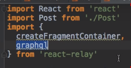 import React from 'react'
import Post from './Post'
import {
createFragmentContainer,
graphql
} from 'react-relay'